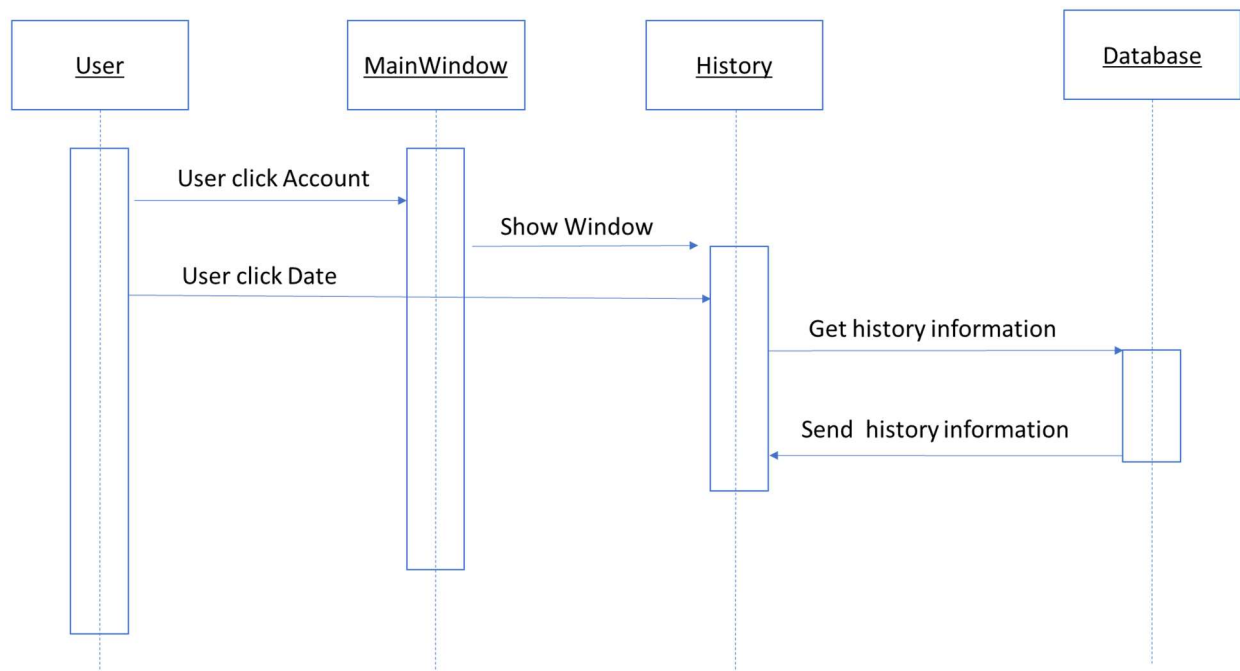 User
MainWindow
History
Database
User click Account
Show Window
User click Date
Get history information
Send  history information